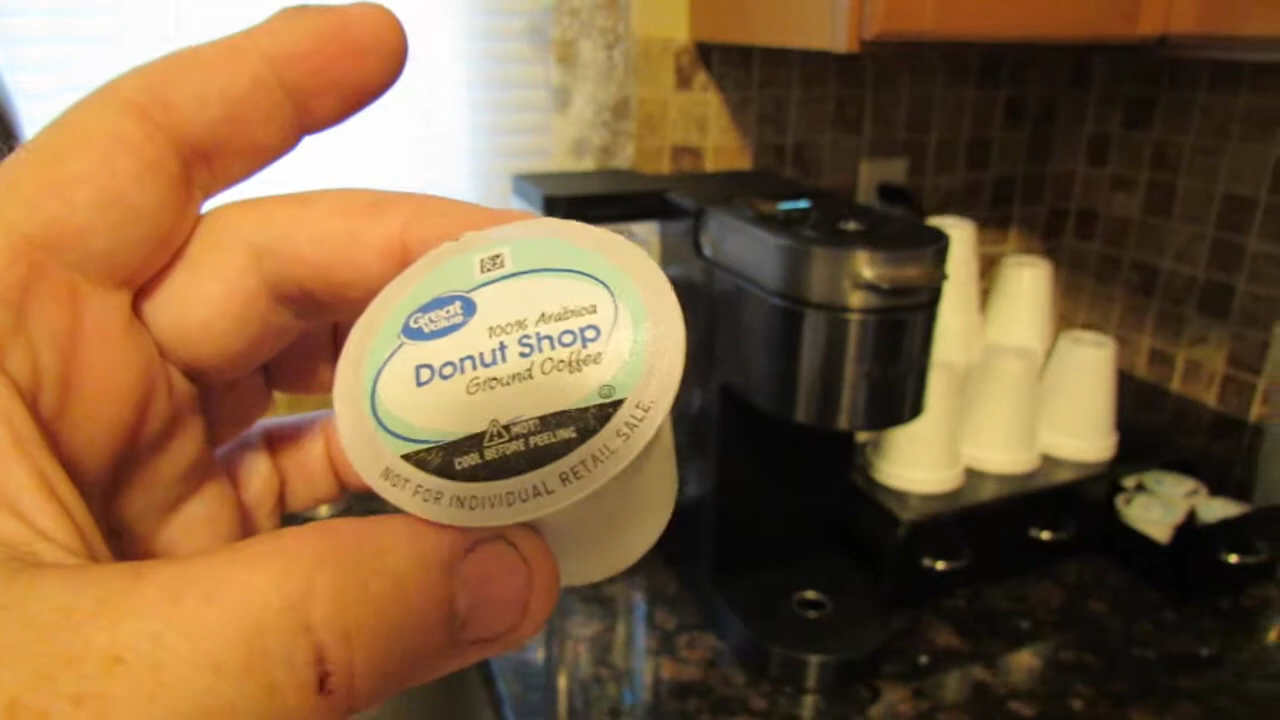 Great
Value
100% Arabica
Donut Shop
Ground Coffee
HOT!
COOL BEFORE PEELING
NOT FOR INDIVIDUAL RETAIL SALE.